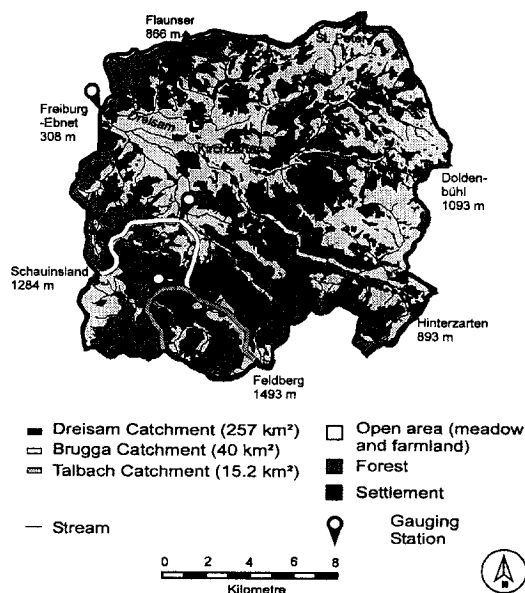 Flaunser
866 m
St. Peter
Freiburg
-Ebnet
308 m
Dreisam
Kirchzarten
Dolden-
bühl
1093 m
Schauinsland
1284 m
Hinterzarten
893 m
Feldberg
1493 m
Dreisam Catchment (257 km²)
Brugga Catchment (40 km²)
Talbach Catchment (15.2 km²)
Stream
Open area (meadow
and farmland)
Forest
Settlement
Gauging
Station
0 2 4 6 8
Kilometre